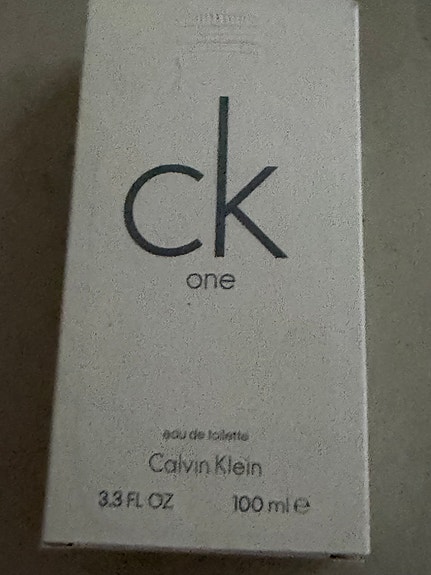 ck
one
eau de toilette
Calvin Klein
3.3 FL OZ 100 ml ℮